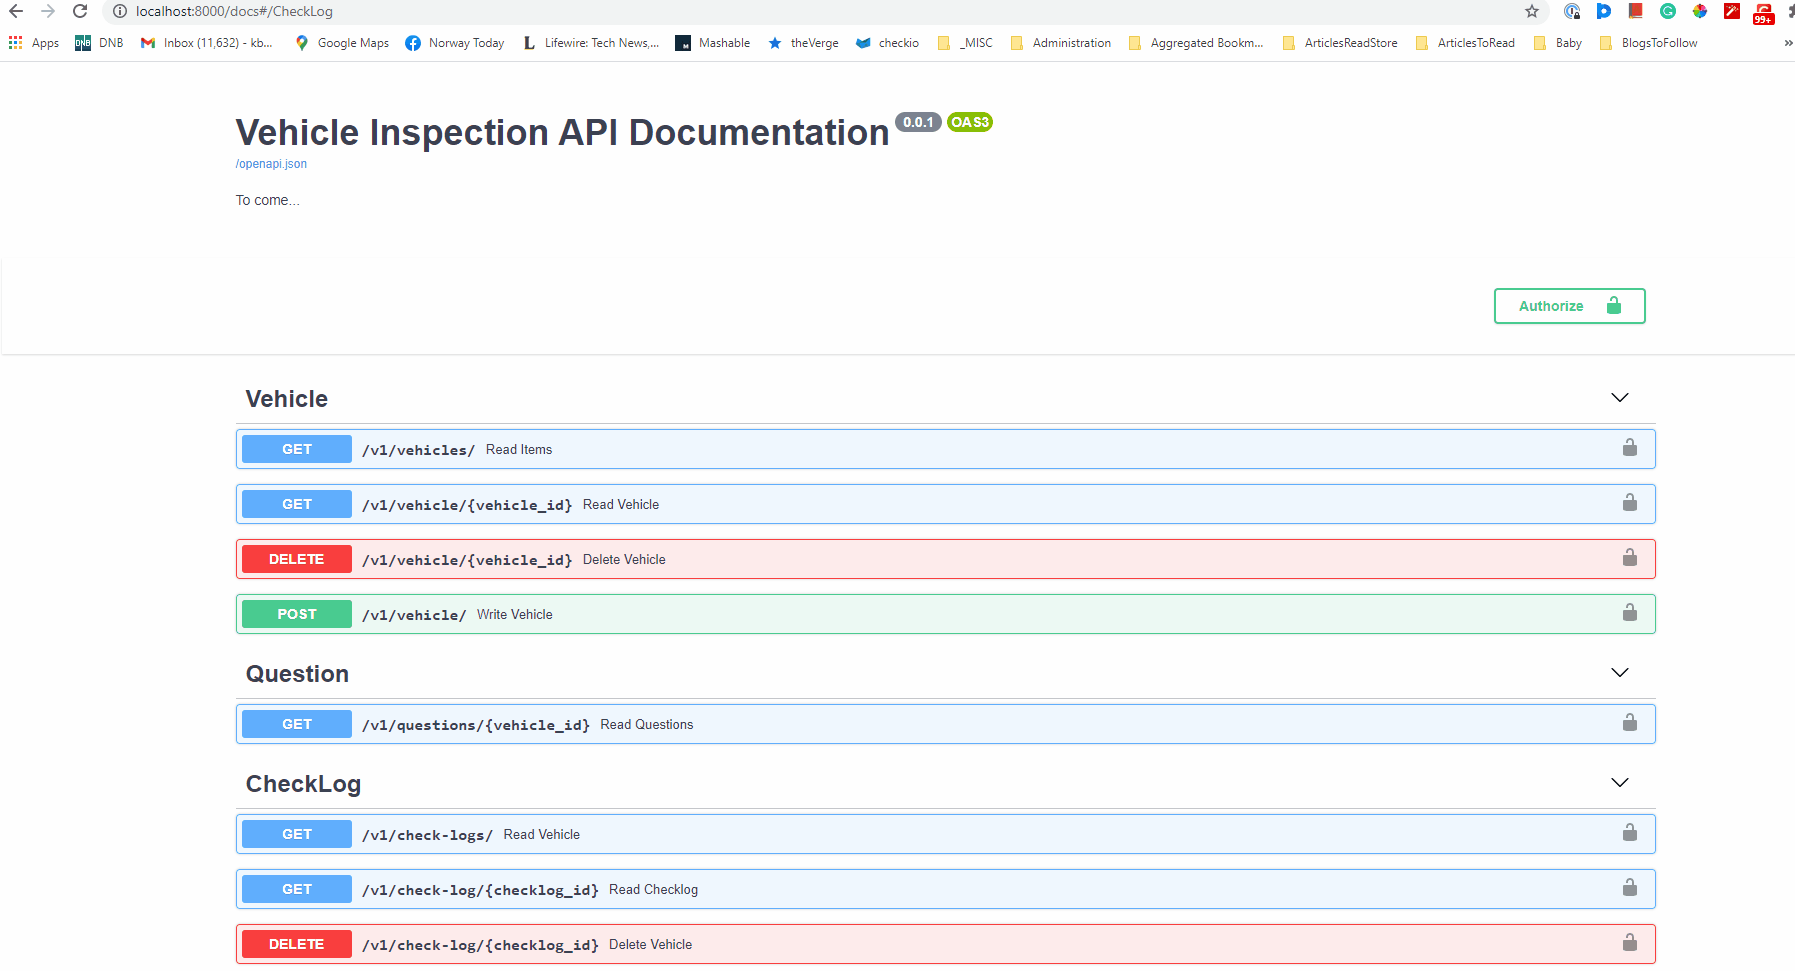 localhost:8000/docs#/CheckLog
99+
Apps DNB DNB Inbox (11,632) - kb... Google Maps Norway Today L Lifewire: Tech News,... Mashable theVerge checkio _MISC Administration Aggregated Bookm... ArticlesReadStore ArticlesToRead Baby BlogsToFollow »
Vehicle Inspection API Documentation 0.0.1 OAS3
/openapi.json
To come...
Authorize
Vehicle
GET /v1/vehicles/ Read Items
GET /v1/vehicle/{vehicle_id} Read Vehicle
DELETE /v1/vehicle/{vehicle_id} Delete Vehicle
POST /v1/vehicle/ Write Vehicle
Question
GET /v1/questions/{vehicle_id} Read Questions
CheckLog
GET /v1/check-logs/ Read Vehicle
GET /v1/check-log/{checklog_id} Read Checklog
DELETE /v1/check-log/{checklog_id} Delete Vehicle